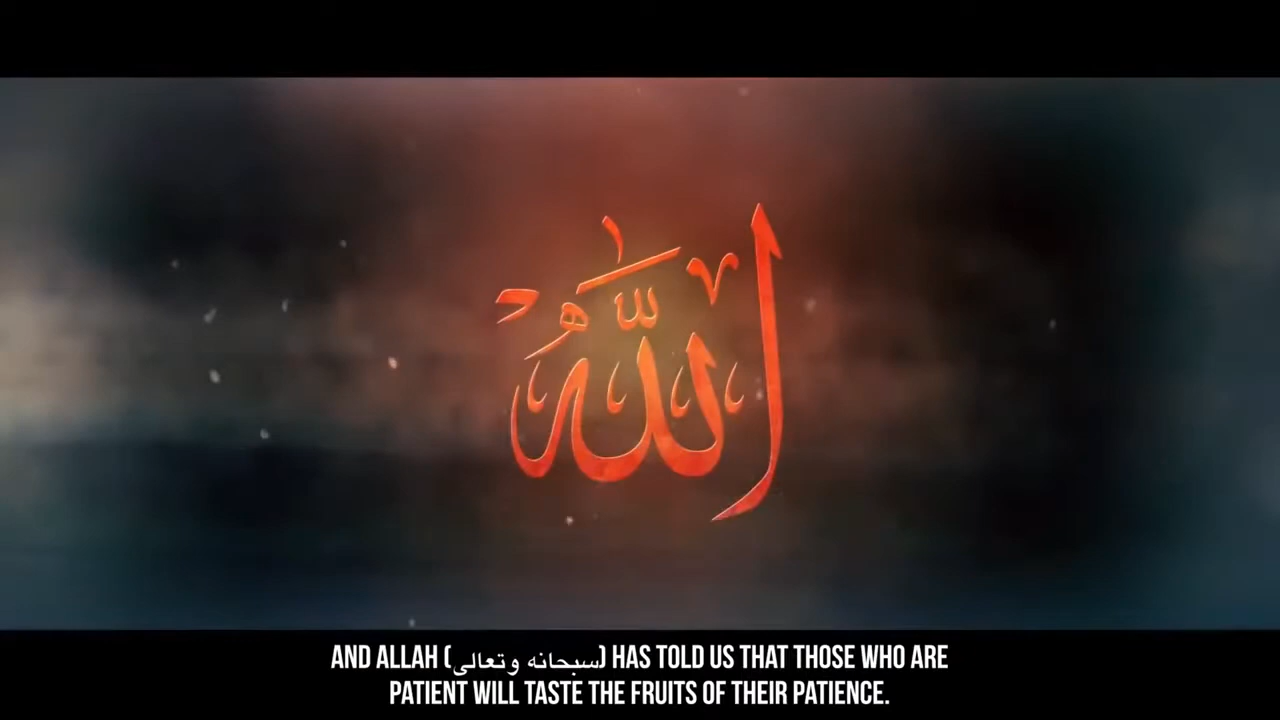 الله
AND ALLAH (سبحانه وتعالى) HAS TOLD US THAT THOSE WHO ARE
PATIENT WILL TASTE THE FRUITS OF THEIR PATIENCE.